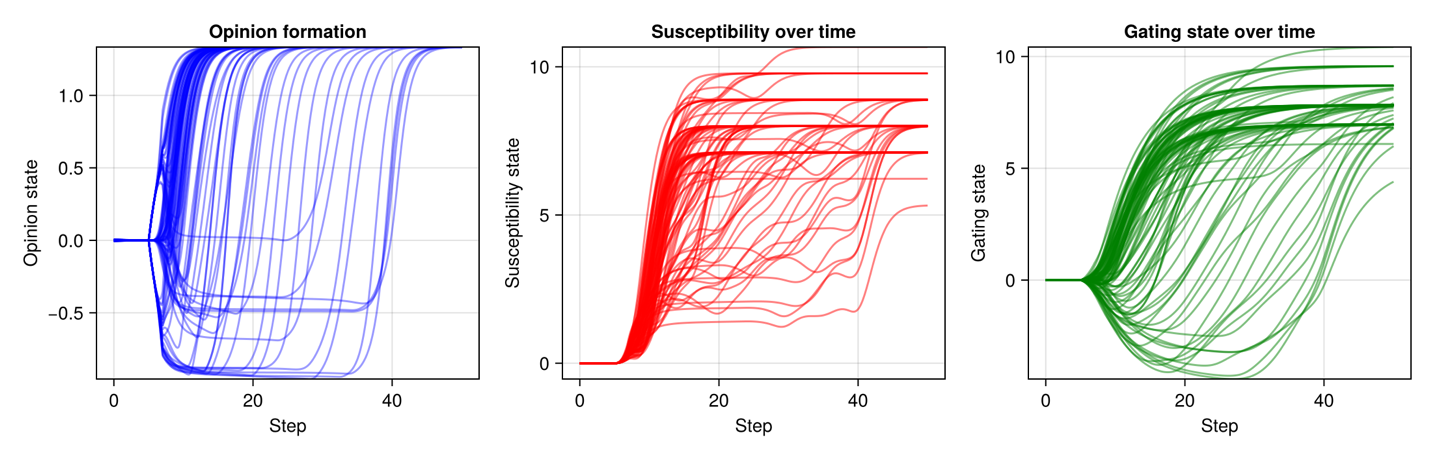 Opinion formation
Opinion state
1.0
0.5
0.0
−0.5
0
20
40
Step
Susceptibility over time
Susceptibility state
10
5
0
0
20
40
Step
Gating state over time
Gating state
10
5
0
0
20
40
Step